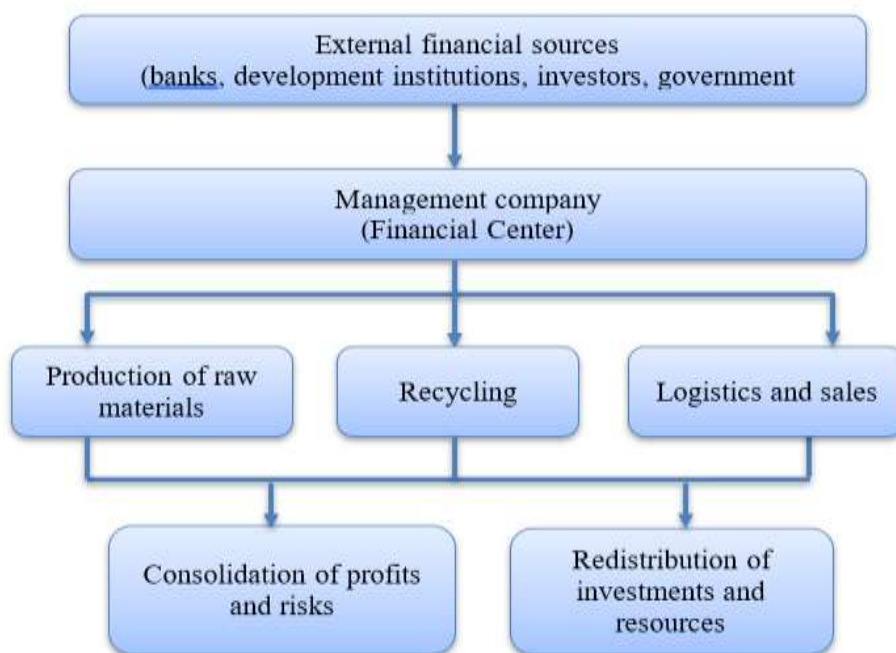 External financial sources
(banks, development institutions, investors, government
Management company
(Financial Center)
Production of raw
materials
Recycling
Logistics and sales
Consolidation of profits
and risks
Redistribution of
investments and
resources